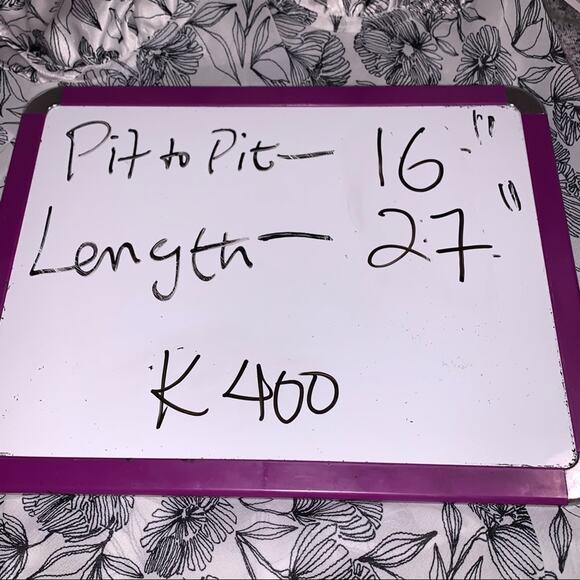 Pit to Pit — 16"
Length — 27"
K 400